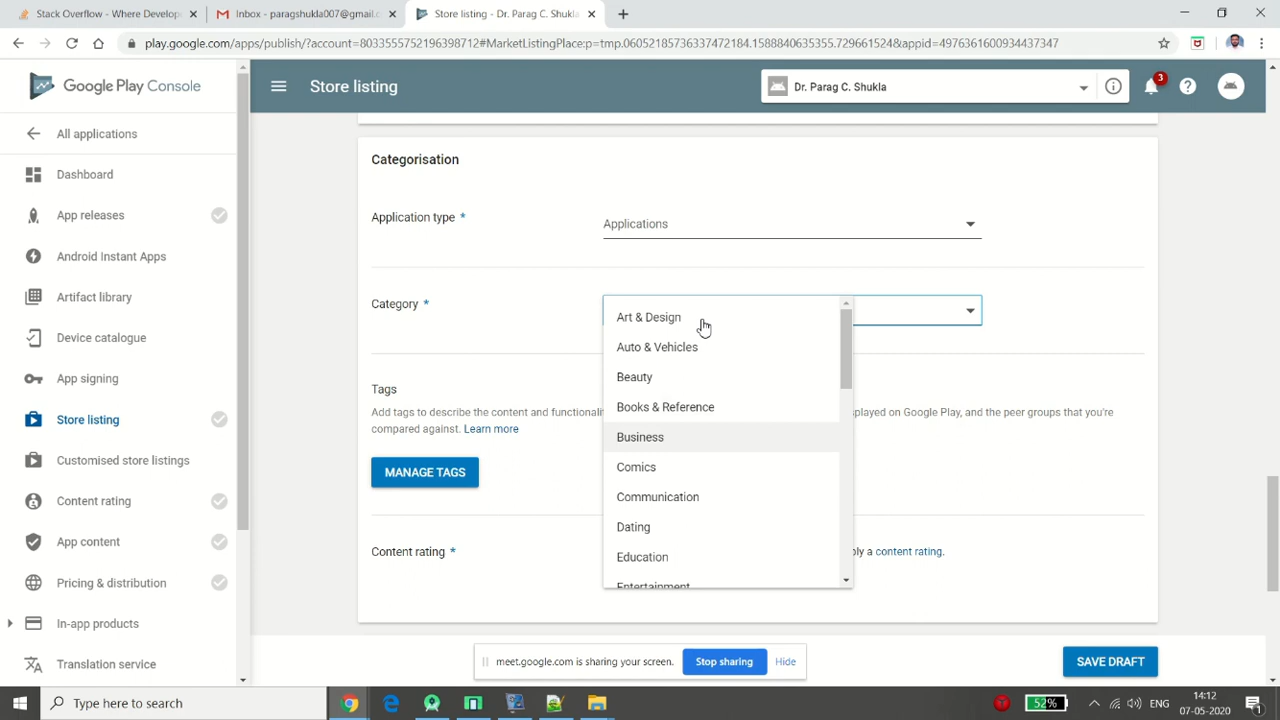 Stack Overflow - Where Develop
Inbox - paragshukla007@gmail.c
Store listing - Dr. Parag C. Shukla
play.google.com/apps/publish/?account=8033555752196398712#MarketListingPlace:p=tmp.06052185736337472184.1588840635355.729661524&appid=4976361600934437347
Google Play Console
Store listing
Dr. Parag C. Shukla
3
All applications
Dashboard
App releases
Android Instant Apps
Artifact library
Device catalogue
App signing
Store listing
Customised store listings
Content rating
App content
Pricing & distribution
In-app products
Translation service
Categorisation
Application type *
Applications
Category *
Art & Design
Auto & Vehicles
Beauty
Books & Reference
Business
Comics
Communication
Dating
Education
Entertainment
Tags
Add tags to describe the content and functionali
played on Google Play, and the peer groups that you're
compared against. Learn more
MANAGE TAGS
Content rating *
ly a content rating.
meet.google.com is sharing your screen.
Stop sharing
Hide
SAVE DRAFT
Type here to search
52%
ENG
14:12
07-05-2020
1